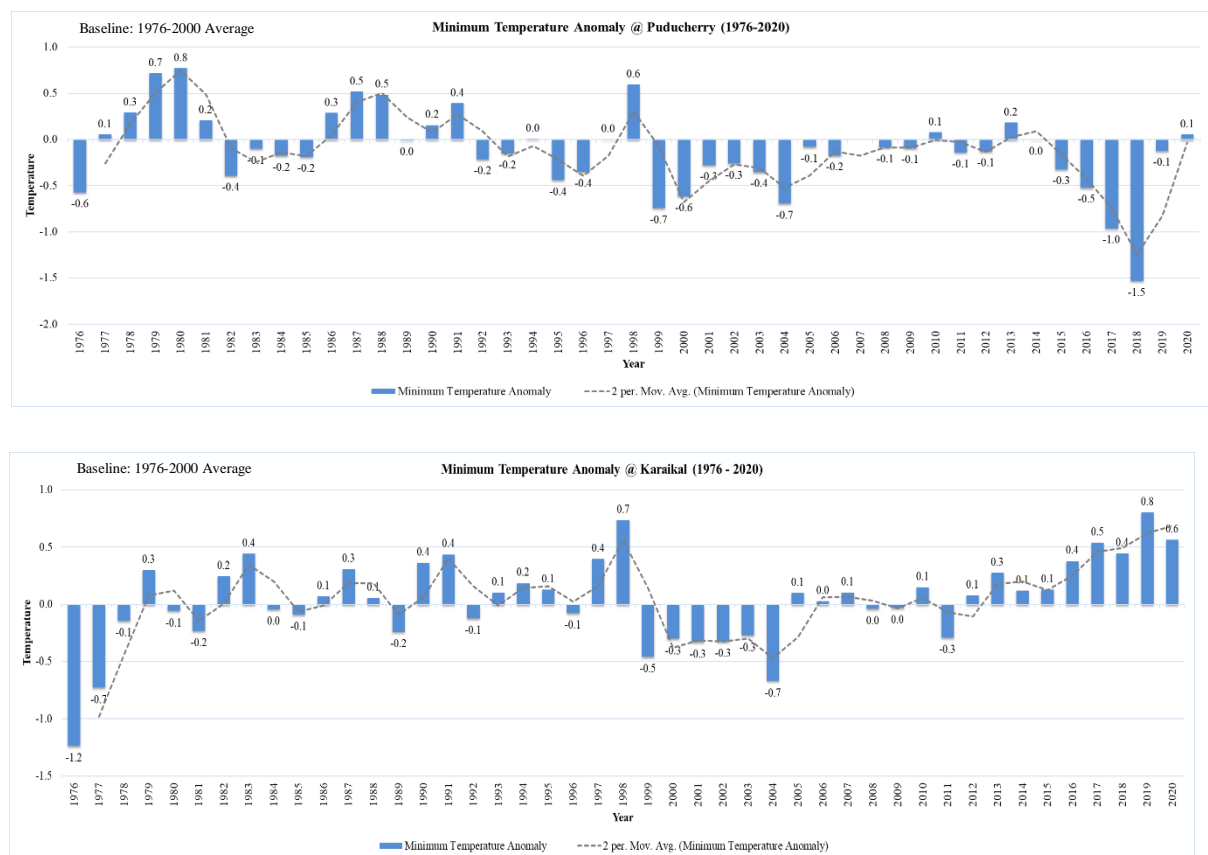 Baseline: 1976-2000 Average
Minimum Temperature Anomaly @ Puducherry (1976-2020)
1.0
0.5
0.0
-0.5
-1.0
-1.5
-2.0
Temperature
-0.6 0.1 0.3 0.7 0.8 0.2 -0.4 -0.1 -0.2 -0.2 0.3 0.5 0.5 0.0 0.2 0.4 -0.2 -0.3 0.0 -0.4 -0.4 0.0 0.6 -0.7 -0.6 -0.3 -0.3 -0.4 -0.7 -0.1 -0.2 -0.1 -0.1 0.1 -0.1 -0.1 0.2 0.0 -0.3 -0.5 -1.0 -1.5 -0.1 0.1
1976 1977 1978 1979 1980 1981 1982 1983 1984 1985 1986 1987 1988 1989 1990 1991 1992 1993 1994 1995 1996 1997 1998 1999 2000 2001 2002 2003 2004 2005 2006 2007 2008 2009 2010 2011 2012 2013 2014 2015 2016 2017 2018 2019 2020
Year
Minimum Temperature Anomaly 2 per. Mov. Avg. (Minimum Temperature Anomaly)
Baseline: 1976-2000 Average
Minimum Temperature Anomaly @ Karaikal (1976 - 2020)
1.0
0.5
0.0
-0.5
-1.0
-1.5
Temperature
-1.2 -0.7 -0.1 0.3 -0.1 -0.2 0.2 0.4 0.0 -0.1 0.1 0.3 0.1 -0.2 0.4 0.4 -0.1 0.1 0.2 0.1 -0.1 0.4 0.7 -0.5 -0.3 -0.3 -0.3 -0.3 -0.7 0.1 0.0 0.1 0.0 0.0 0.1 -0.3 0.1 0.3 0.1 0.1 0.4 0.5 0.4 0.8 0.6
1976 1977 1978 1979 1980 1981 1982 1983 1984 1985 1986 1987 1988 1989 1990 1991 1992 1993 1994 1995 1996 1997 1998 1999 2000 2001 2002 2003 2004 2005 2006 2007 2008 2009 2010 2011 2012 2013 2014 2015 2016 2017 2018 2019 2020
Year
Minimum Temperature Anomaly 2 per. Mov. Avg. (Minimum Temperature Anomaly)